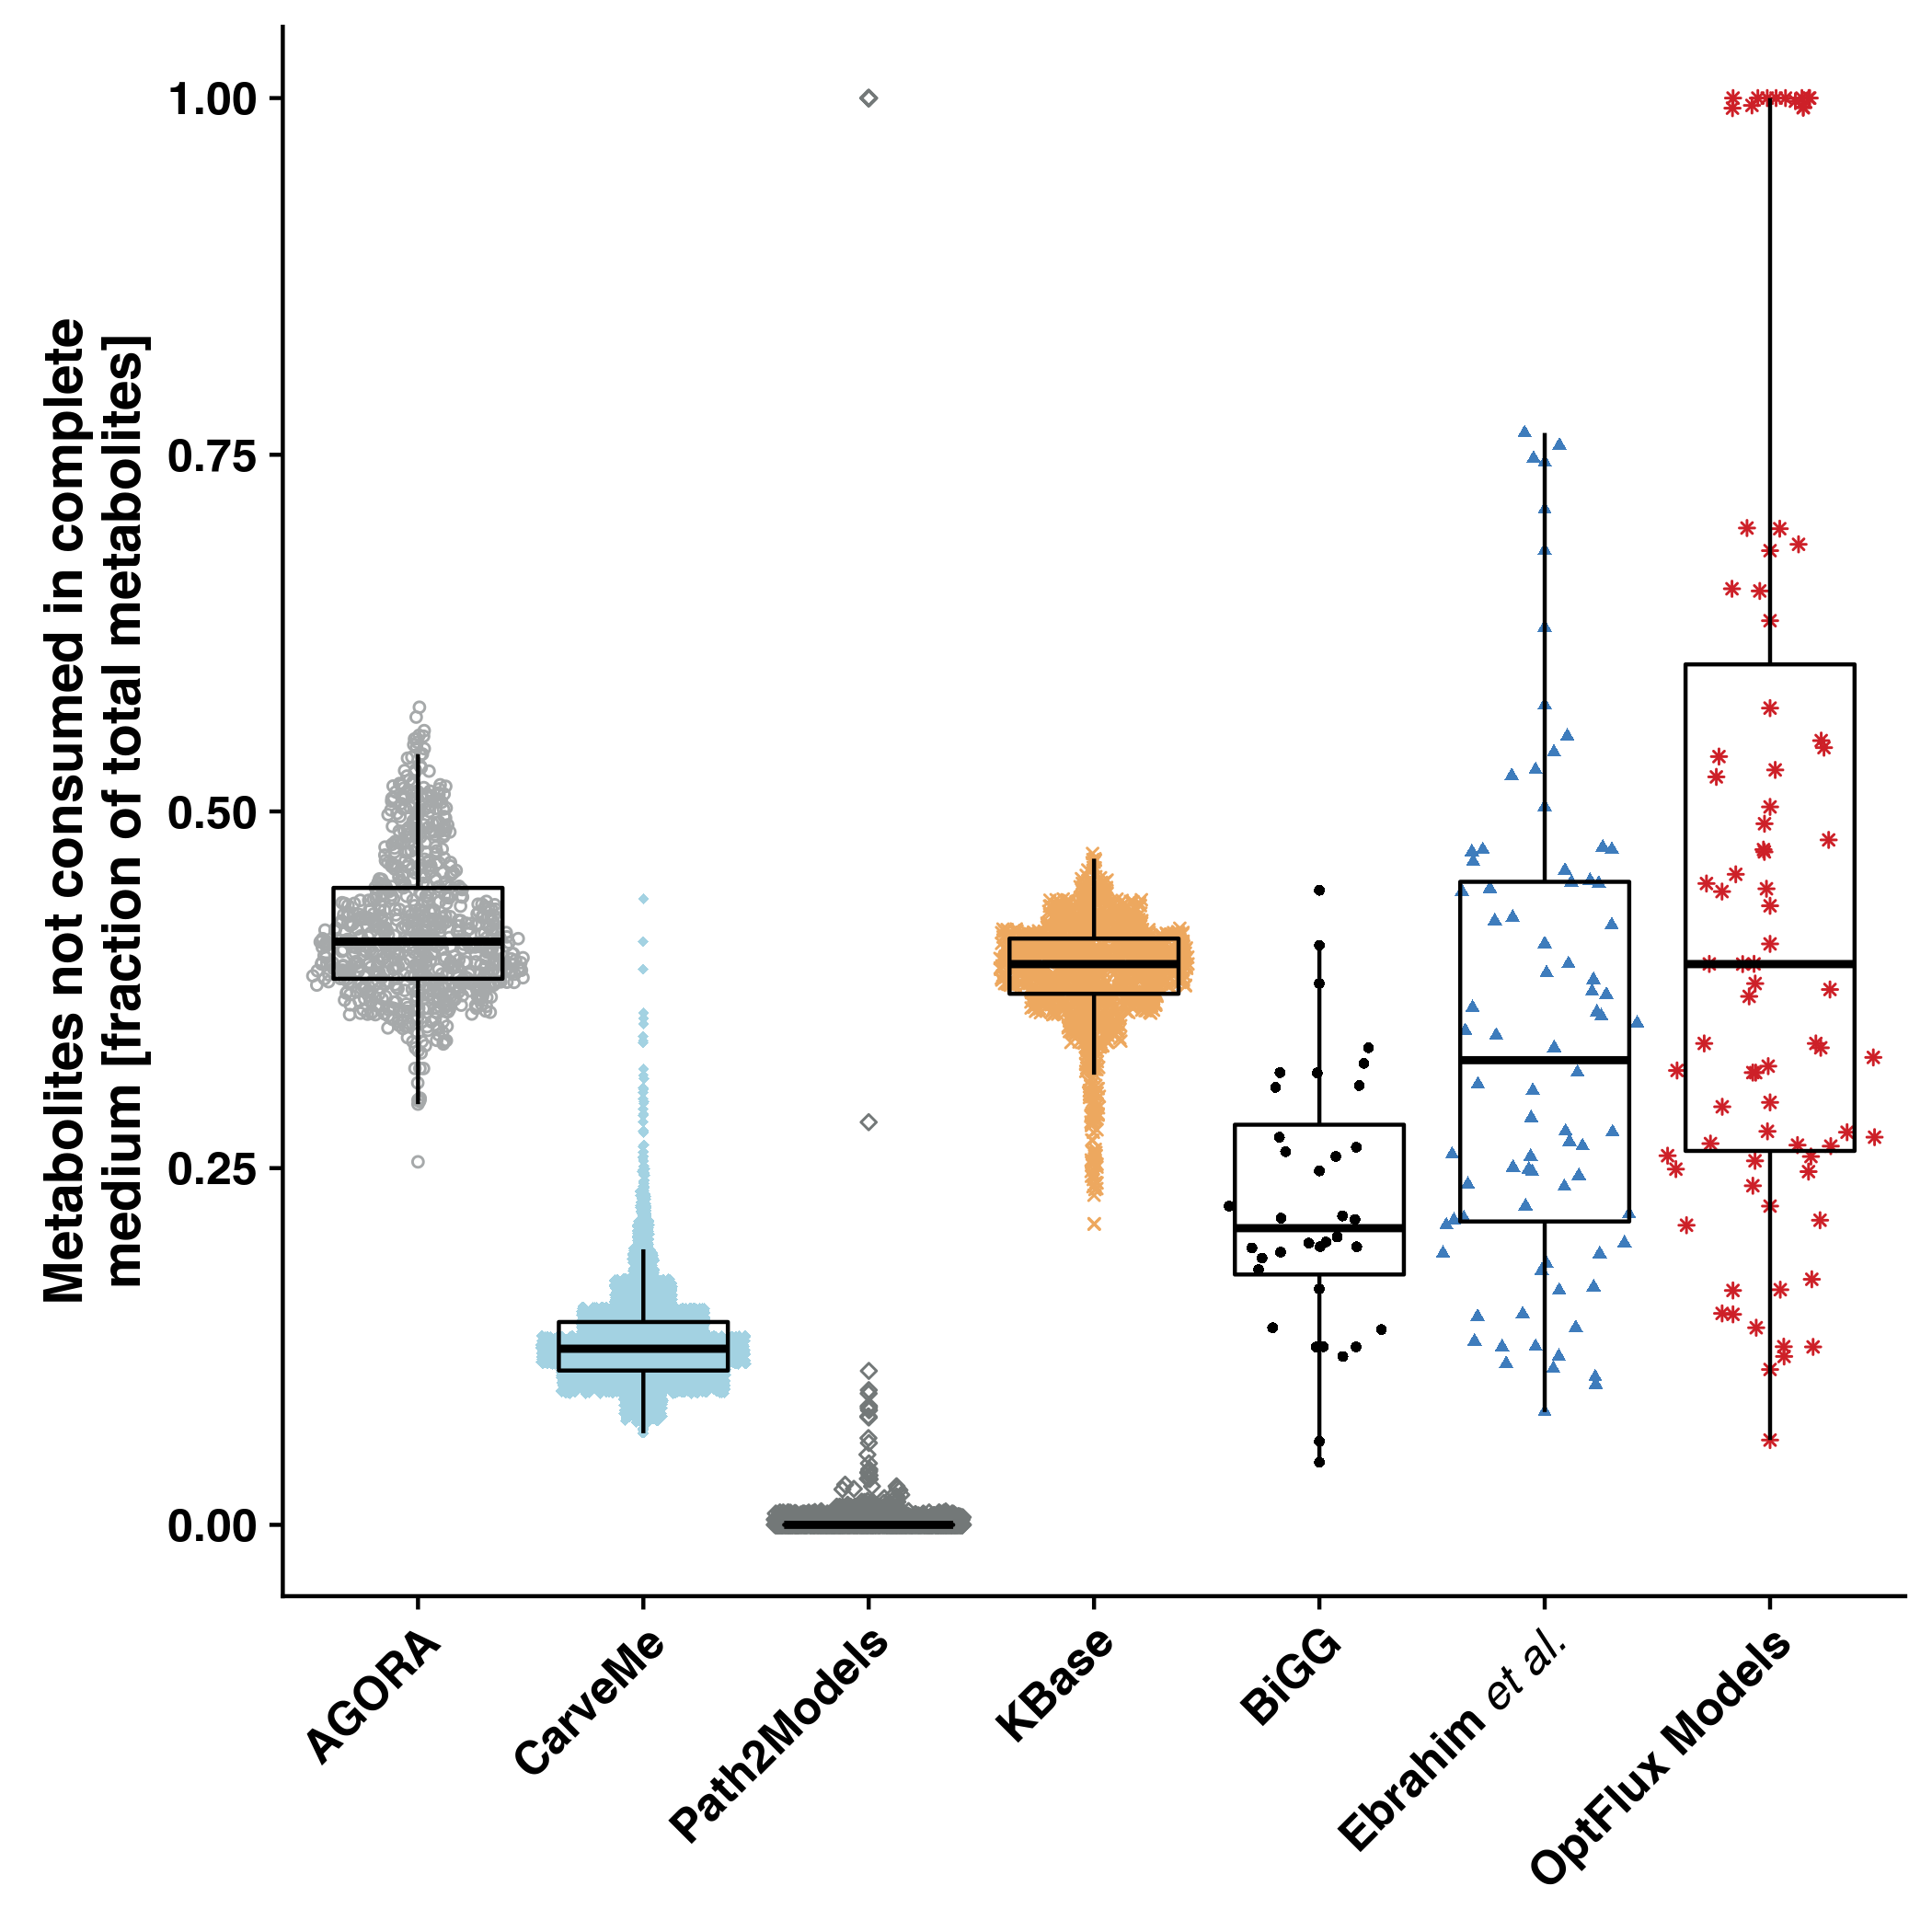 Metabolites not consumed in complete
medium [fraction of total metabolites]
1.00
0.75
0.50
0.25
0.00
AGORA
CarveMe
Path2Models
KBase
BiGG
Ebrahim et al.
OptFlux Models